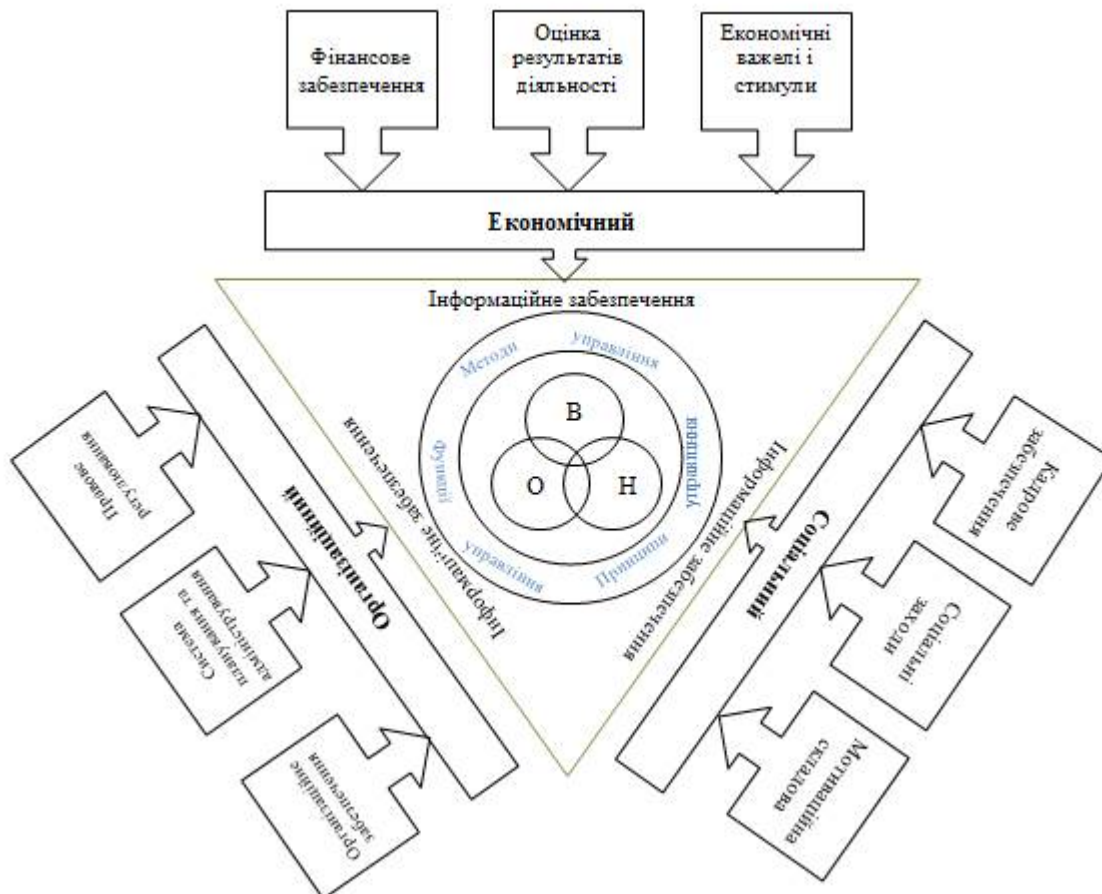 Фінансове
забезпечення
Оцінка
результатів
діяльності
Економічні
важелі і
стимули
Економічний
Інформаційне забезпечення
Методи управління
функції управління
Принципи управління
В
О
Н
Інформаційне забезпечення
Інформаційне забезпечення
Організаційний
Правове
регулювання
Система
планування та
адміністрування
Організаційне
забезпечення
Соціальний
Кадрове
забезпечення
Соціальні
заходи
Мотиваційна
складова